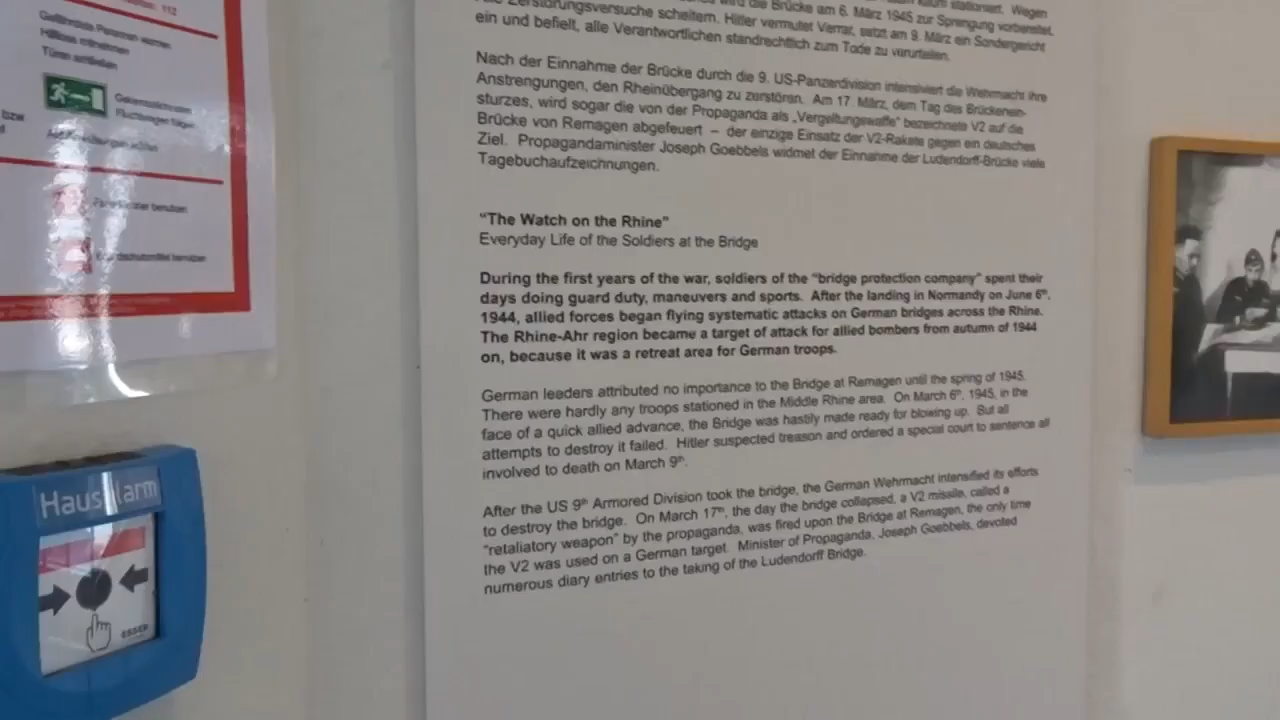 112
Gefährdete Personen warnen
Hilflose mitnehmen
Türen schließen
Gekennzeichneten
Fluchtwegen folgen
bzw
benutzen
benutzen
Hausalarm
ESSER
wird die Brücke am 6. März 1945 zur Sprengung vorbereitet.
Zerstörungsversuche scheitern. Hitler vermutet Verrat, setzt am 9. März ein Sondergericht
ein und befielt, alle Verantwortlichen standrechtlich zum Tode zu verurteilen.
Nach der Einnahme der Brücke durch die 9. US-Panzerdivision intensiviert die Wehrmacht ihre
Anstrengungen, den Rheinübergang zu zerstören. Am 17. März, dem Tag des Brückenein-
sturzes, wird sogar die von der Propaganda als „Vergeltungswaffe" bezeichnete V2 auf die
Brücke von Remagen abgefeuert – der einzige Einsatz der V2-Rakete gegen ein deutsches
Ziel. Propagandaminister Joseph Goebbels widmet der Einnahme der Ludendorff-Brücke viele
Tagebuchaufzeichnungen.
"The Watch on the Rhine"
Everyday Life of the Soldiers at the Bridge
During the first years of the war, soldiers of the "bridge protection company" spent their
days doing guard duty, maneuvers and sports. After the landing in Normandy on June 6th,
1944, allied forces began flying systematic attacks on German bridges across the Rhine.
The Rhine-Ahr region became a target of attack for allied bombers from autumn of 1944
on, because it was a retreat area for German troops.
German leaders attributed no importance to the Bridge at Remagen until the spring of 1945.
There were hardly any troops stationed in the Middle Rhine area. On March 6th, 1945, in the
face of a quick allied advance, the Bridge was hastily made ready for blowing up. But all
attempts to destroy it failed. Hitler suspected treason and ordered a special court to sentence all
involved to death on March 9th.
After the US 9th Armored Division took the bridge, the German Wehrmacht intensified its efforts
to destroy the bridge. On March 17th, the day the bridge collapsed, a V2 missile, called a
"retaliatory weapon" by the propaganda, was fired upon the Bridge at Remagen, the only time
the V2 was used on a German target. Minister of Propaganda, Joseph Goebbels, devoted
numerous diary entries to the taking of the Ludendorff Bridge.